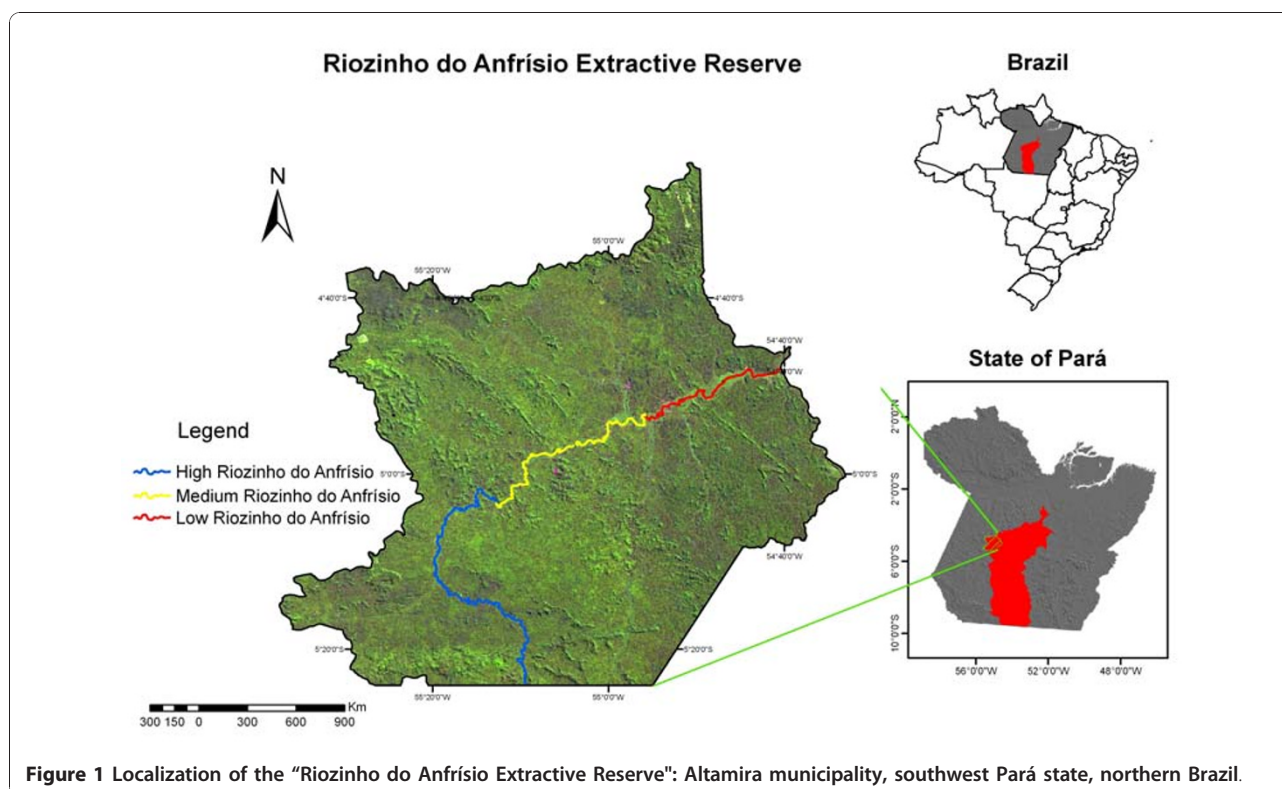 Riozinho do Anfrísio Extractive Reserve
Brazil
N
55°0'0"W
55°20'0"W
4°40'0"S
4°40'0"S
54°40'0"W
State of Pará
Legend
High Riozinho do Anfrísio
Medium Riozinho do Anfrísio
Low Riozinho do Anfrísio
5°0'0"S
5°0'0"S
54°40'0"W
5°20'0"S
5°20'0"S
55°20'0"W
55°0'0"W
2°0'0"N
2°0'0"S
6°0'0"S
10°0'0"S
56°0'0"W
52°0'0"W
48°0'0"W
Km
300 150 0 300 600 900
Figure 1 Localization of the “Riozinho do Anfrísio Extractive Reserve": Altamira municipality, southwest Pará state, northern Brazil.